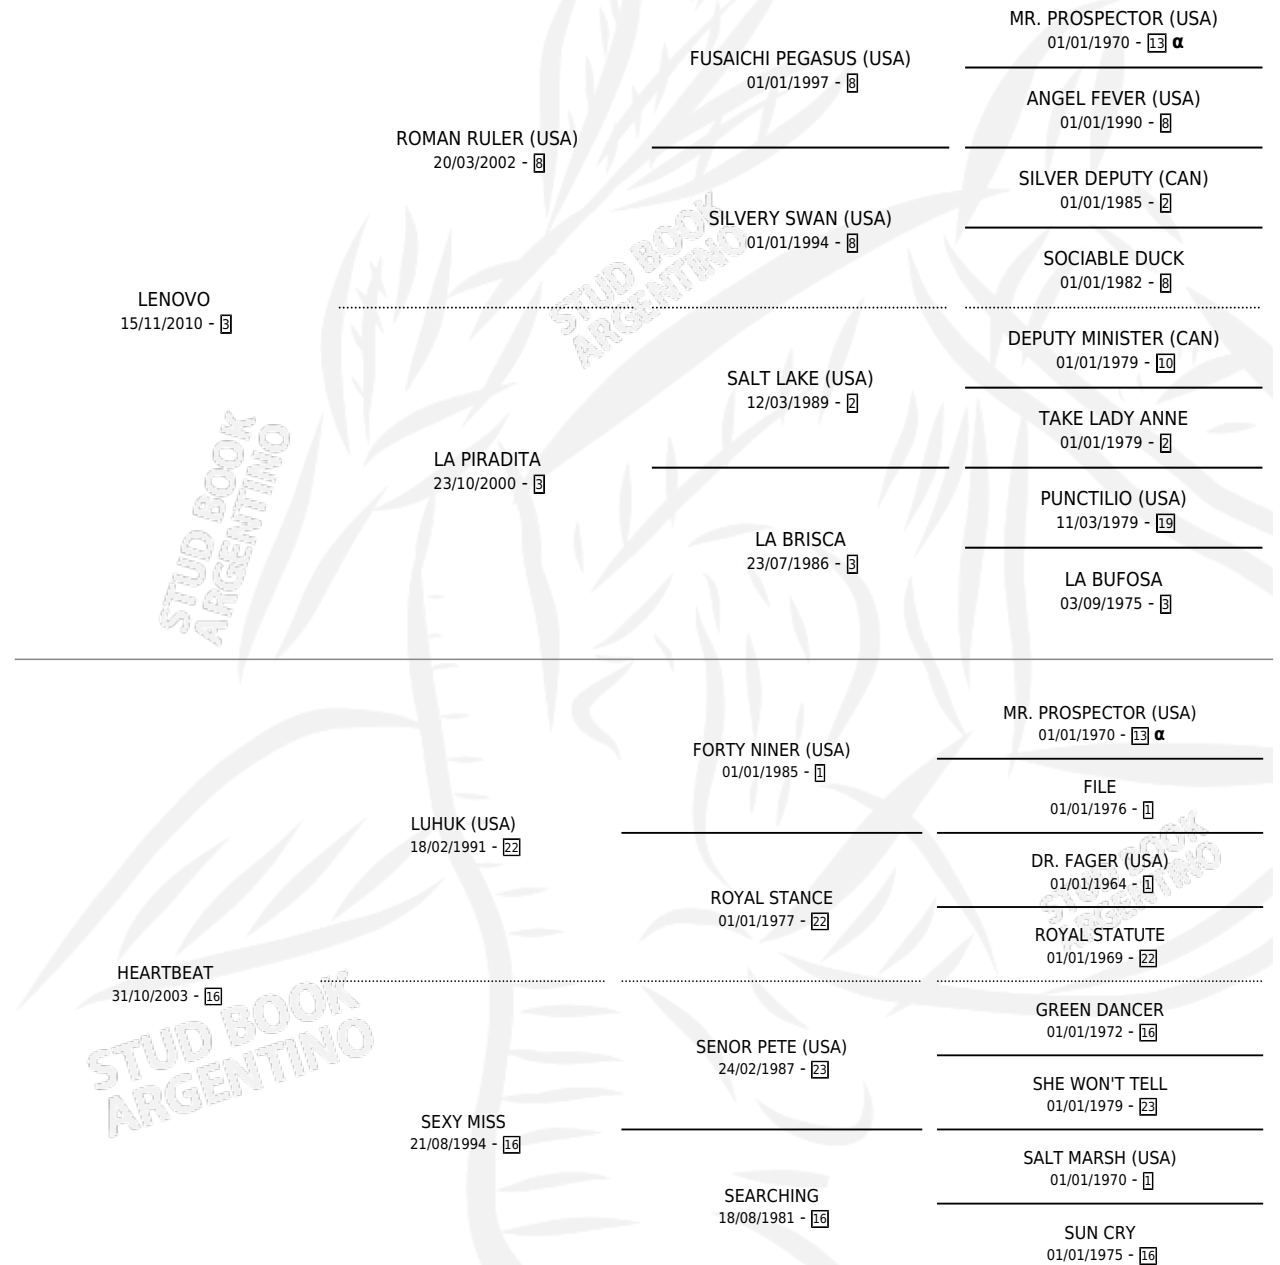 MR. PROSPECTOR (USA)
01/01/1970 - 13 α
FUSAICHI PEGASUS (USA)
01/01/1997 - 8
ANGEL FEVER (USA)
01/01/1990 - 8
ROMAN RULER (USA)
20/03/2002 - 8
SILVER DEPUTY (CAN)
01/01/1985 - 2
SILVERY SWAN (USA)
01/01/1994 - 8
SOCIABLE DUCK
01/01/1982 - 8
STUD BOOK
ARGENTINO
LENOVO
15/11/2010 - 3
DEPUTY MINISTER (CAN)
01/01/1979 - 10
SALT LAKE (USA)
12/03/1989 - 2
TAKE LADY ANNE
01/01/1979 - 2
LA PIRADITA
23/10/2000 - 3
PUNCTILIO (USA)
11/03/1979 - 19
LA BRISCA
23/07/1986 - 3
LA BUFOSA
03/09/1975 - 3
STUD BOOK
ARGENTINO
MR. PROSPECTOR (USA)
01/01/1970 - 13 α
FORTY NINER (USA)
01/01/1985 - 1
FILE
01/01/1976 - 1
LUHUK (USA)
18/02/1991 - 22
DR. FAGER (USA)
01/01/1964 - 1
ROYAL STANCE
01/01/1977 - 22
ROYAL STATUTE
01/01/1969 - 22
STUD BOOK
ARGENTINO
HEARTBEAT
31/10/2003 - 16
GREEN DANCER
01/01/1972 - 16
SENOR PETE (USA)
24/02/1987 - 23
SHE WON'T TELL
01/01/1979 - 23
STUD BOOK
ARGENTINO
SEXY MISS
21/08/1994 - 16
SALT MARSH (USA)
01/01/1970 - 1
SEARCHING
18/08/1981 - 16
SUN CRY
01/01/1975 - 16